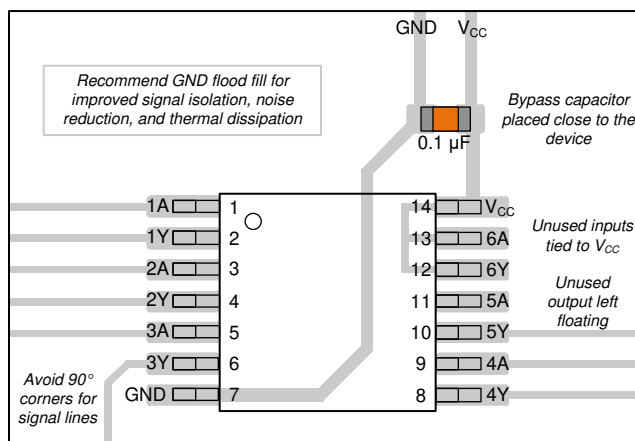 GND VCC
Recommend GND flood fill for
improved signal isolation, noise
reduction, and thermal dissipation
Bypass capacitor
placed close to the
device
0.1 µF
1A 1 14 VCC
1Y 2 13 6A
2A 3 12 6Y
2Y 4 11 5A
3A 5 10 5Y
3Y 6 9 4A
GND 7 8 4Y
Unused inputs
tied to VCC
Unused
output left
floating
Avoid 90°
corners for
signal lines